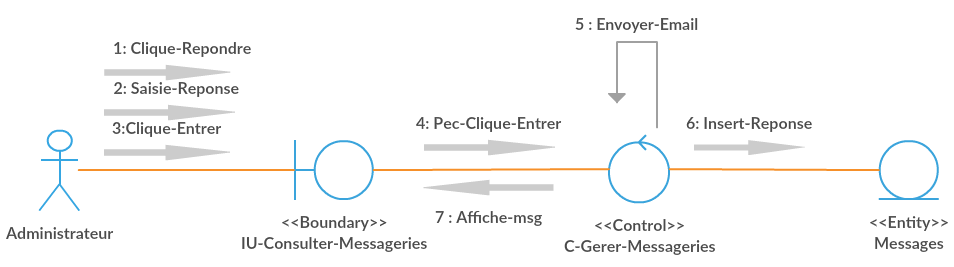 5 : Envoyer-Email
1: Clique-Repondre
2: Saisie-Reponse
3:Clique-Entrer
4: Pec-Clique-Entrer
6: Insert-Reponse
7 : Affiche-msg
Administrateur
<<Boundary>>
IU-Consulter-Messageries
<<Control>>
C-Gerer-Messageries
<<Entity>>
Messages